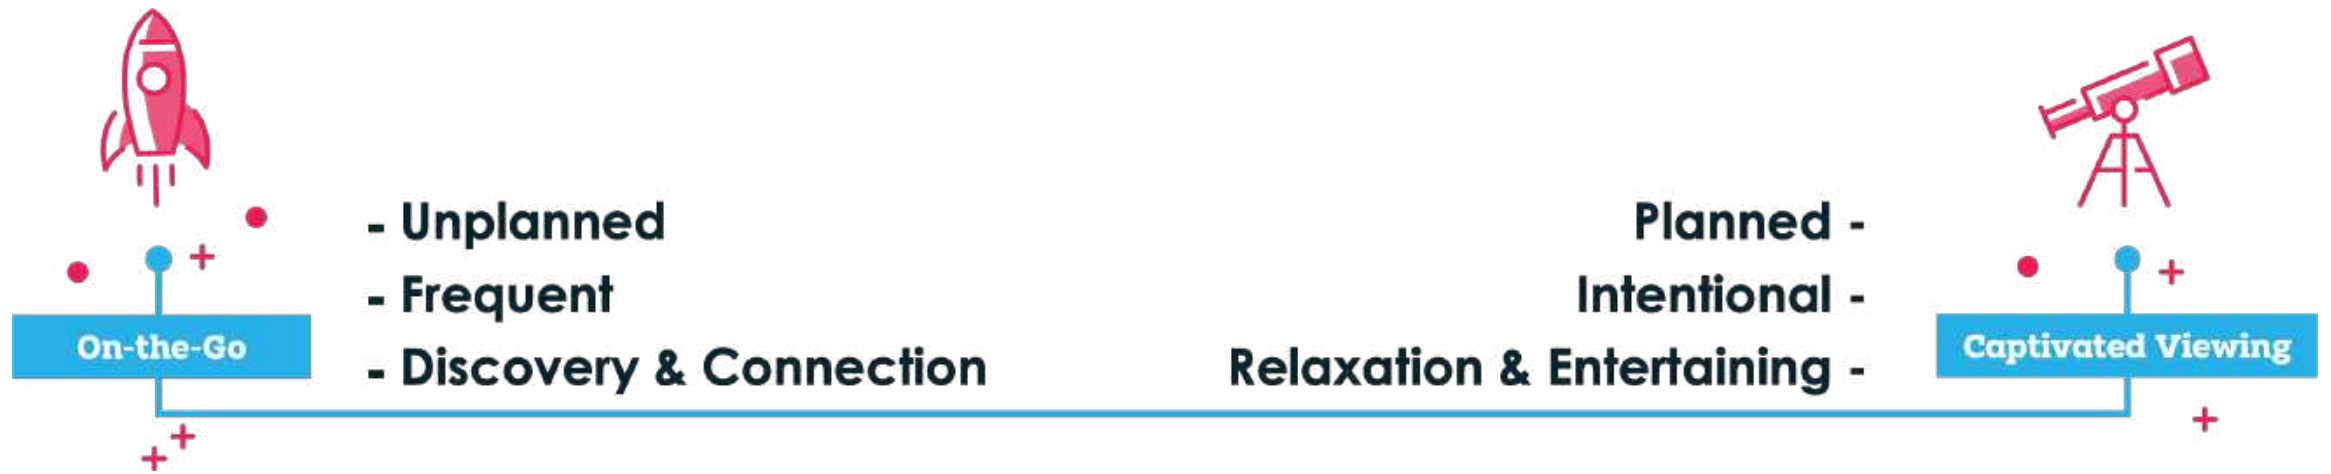 - Unplanned
- Frequent
- Discovery & Connection
On-the-Go
Planned -
Intentional -
Relaxation & Entertaining -
Captivated Viewing